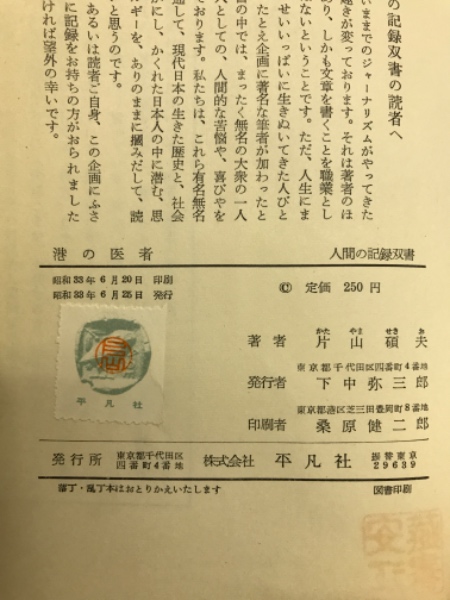 の記録双書の読者へ
いままでのジャーナリズムがやってきた
趣きが変っております。それは著者のほ
あり、しかも文章を書くことを職業とし
ないということです。ただ、人生にま
せいいっぱいに生きぬいてきた人びと
たとえ企画に著名な筆者が加わったと
の中では、まったく無名の大衆の一人
人としての、人間的な苦悩や、喜びやを
おります。私たちは、これら有名無名
通して、現代日本の生きた歴史と、社会
かにし、かくれた日本人の中に潜む、思
ギーを、ありのままに摑みだして、読
と思うのです。
あるいは読者ご自身、この企画にふさ
に記録をお持ちの方がおられました
ければ望外の幸いです。
港の医者
人間の記録双書
昭和33年6月20日 印刷
昭和33年6月25日 発行
© 定価 250円
著者 片山碩夫
かた やま せき お
東京都千代田区四番町4番地
発行者 下中弥三郎
東京都港区芝三田豊岡町8番地
印刷者 桑原健二郎
平凡社
発行所 東京都千代田区四番町4番地 株式会社 平凡社 振替東京29639
落丁・乱丁本はおとりかえいたします
図書印刷